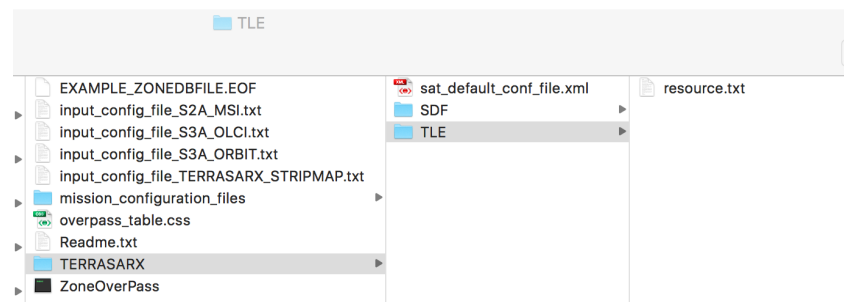 TLE
EXAMPLE_ZONEDBFILE.EOF
input_config_file_S2A_MSI.txt
input_config_file_S3A_OLCI.txt
input_config_file_S3A_ORBIT.txt
input_config_file_TERRASARX_STRIPMAP.txt
mission_configuration_files
overpass_table.css
Readme.txt
TERRASARX
ZoneOverPass
XML
sat_default_conf_file.xml
SDF
TLE
resource.txt